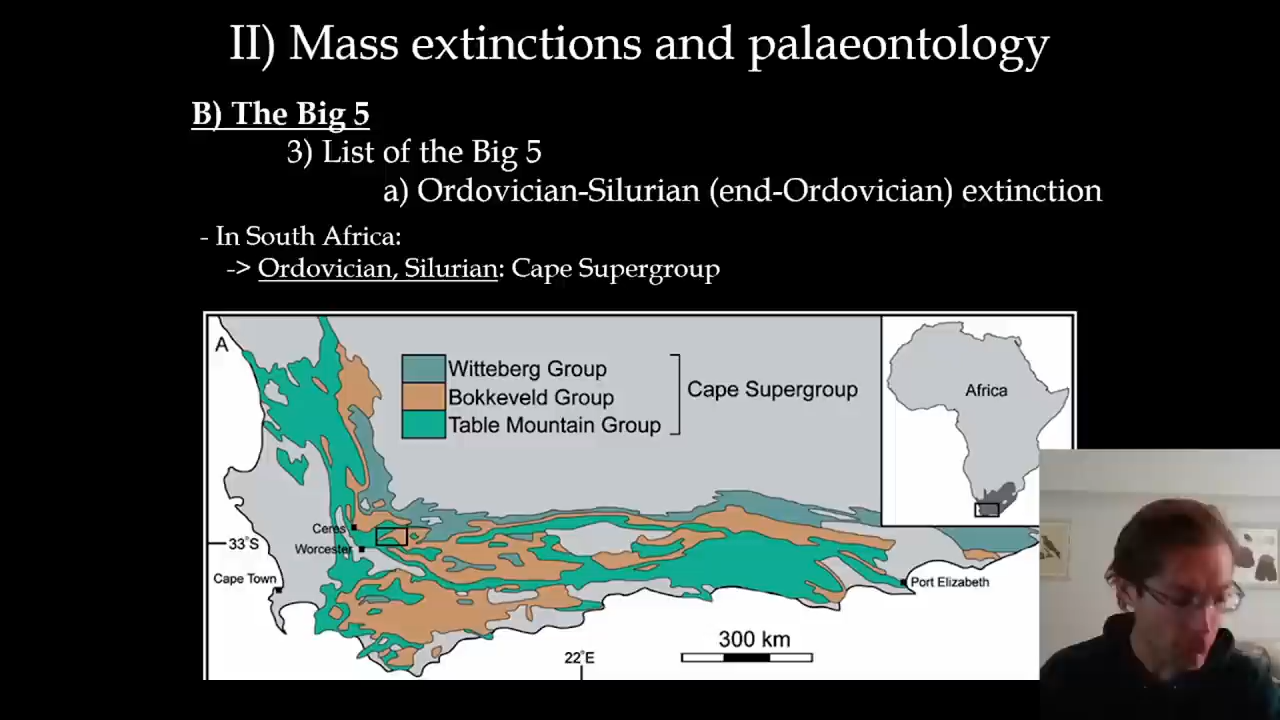 II) Mass extinctions and palaeontology
B) The Big 5
3) List of the Big 5
a) Ordovician-Silurian (end-Ordovician) extinction
- In South Africa:
-> Ordovician, Silurian: Cape Supergroup
A
Witteberg Group
Bokkeveld Group
Table Mountain Group
Cape Supergroup
Africa
Ceres
33°S
Worcester
Cape Town
Port Elizabeth
300 km
22°E